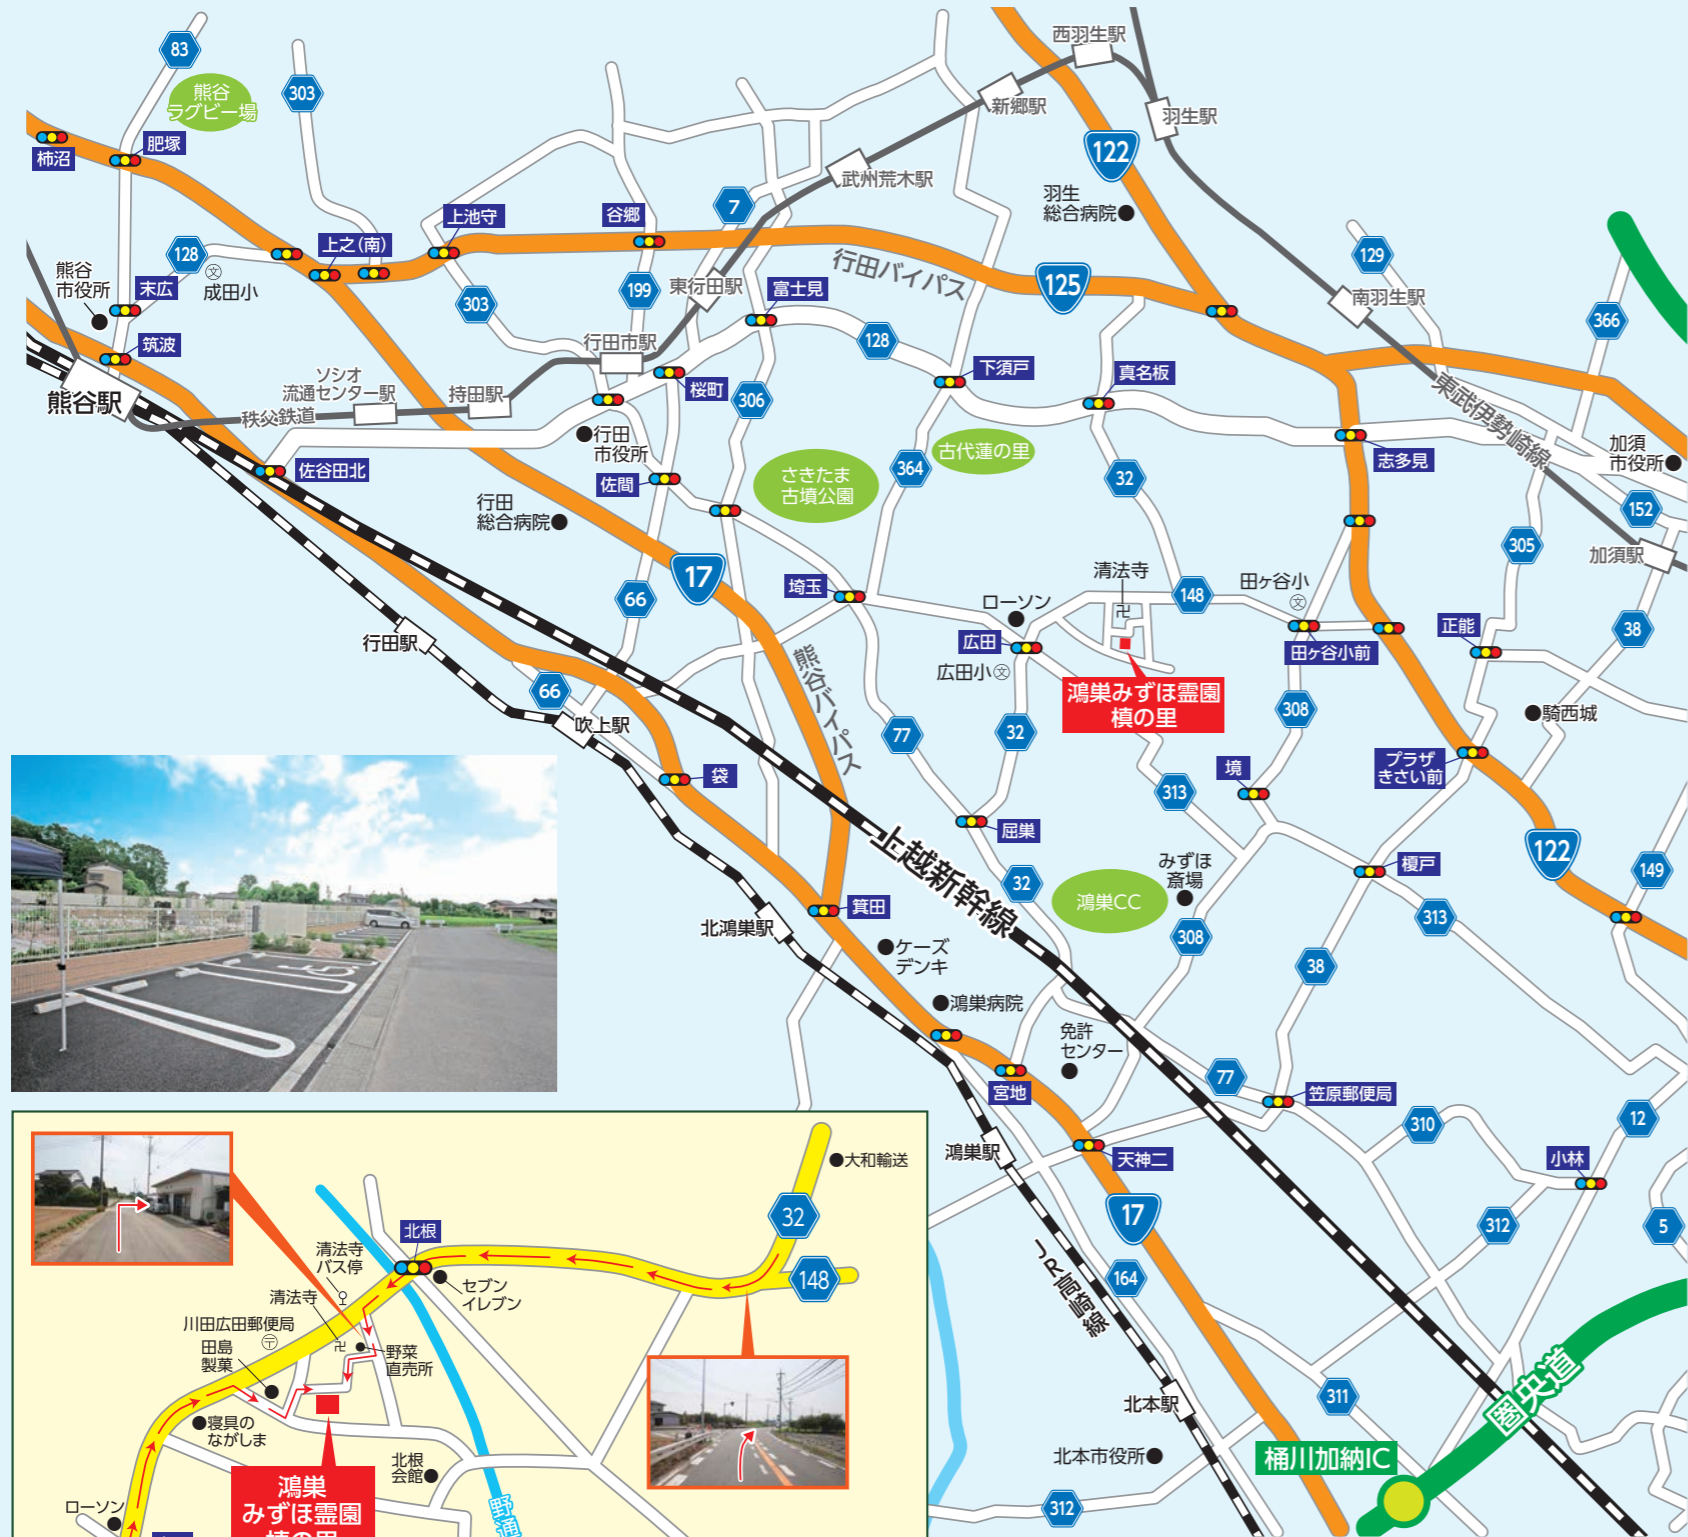 西羽生駅
83
熊谷
ラグビー場
303
新郷駅
羽生駅
柿沼
肥塚
122
武州荒木駅
羽生
総合病院
7
上池守
谷郷
128
上之(南)
129
熊谷
市役所
末広
成田小
文
303
199
東行田駅
富士見
行田バイパス
125
南羽生駅
366
筑波
行田市駅
128
下須戸
真名板
熊谷駅
ソシオ
流通センター駅
持田駅
秩父鉄道
桜町
306
東武伊勢崎線
行田
市役所
古代蓮の里
加須
市役所
佐谷田北
佐間
さきたま
古墳公園
364
32
志多見
行田
総合病院
152
305
加須駅
17
66
埼玉
清法寺
卍
148
田ヶ谷小
文
ローソン
正能
38
行田駅
広田
田ヶ谷小前
広田小
文
熊谷バイパス
鴻巣みずほ霊園
槙の里
66
308
騎西城
吹上駅
77
32
プラザ
きさい前
袋
境
313
屈巣
上越新幹線
122
みずほ
斎場
榎戸
149
32
鴻巣CC
箕田
313
北鴻巣駅
308
ケーズ
デンキ
38
鴻巣病院
免許
センター
77
宮地
笠原郵便局
310
12
鴻巣駅
天神二
小林
17
312
5
JR高崎線
164
圏央道
311
北本駅
北本市役所
桶川加納IC
312
大和輸送
32
北根
清法寺
バス停
148
セブン
イレブン
清法寺
川田広田郵便局
〒
卍
田島
製菓
野菜
直売所
寝具の
ながしま
北根
会館
鴻巣
みずほ霊園
槙の里
ローソン
野通